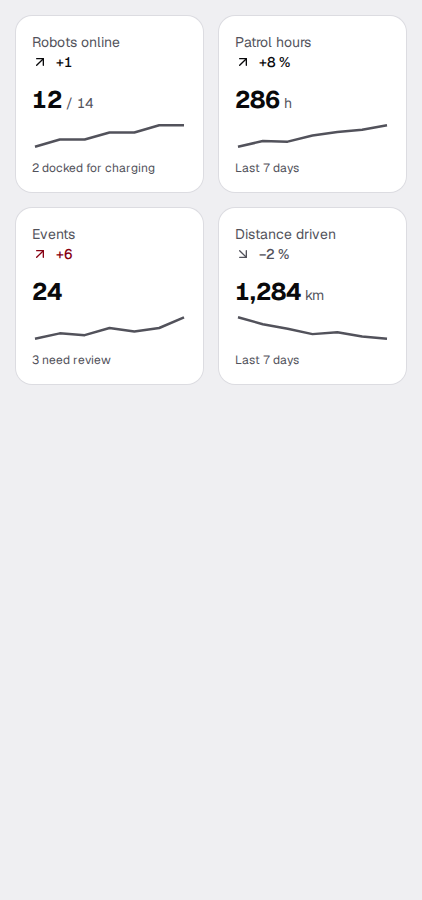 Robots online
+1
12 / 14
2 docked for charging
Patrol hours
+8 %
286 h
Last 7 days
Events
+6
24
3 need review
Distance driven
−2 %
1,284 km
Last 7 days